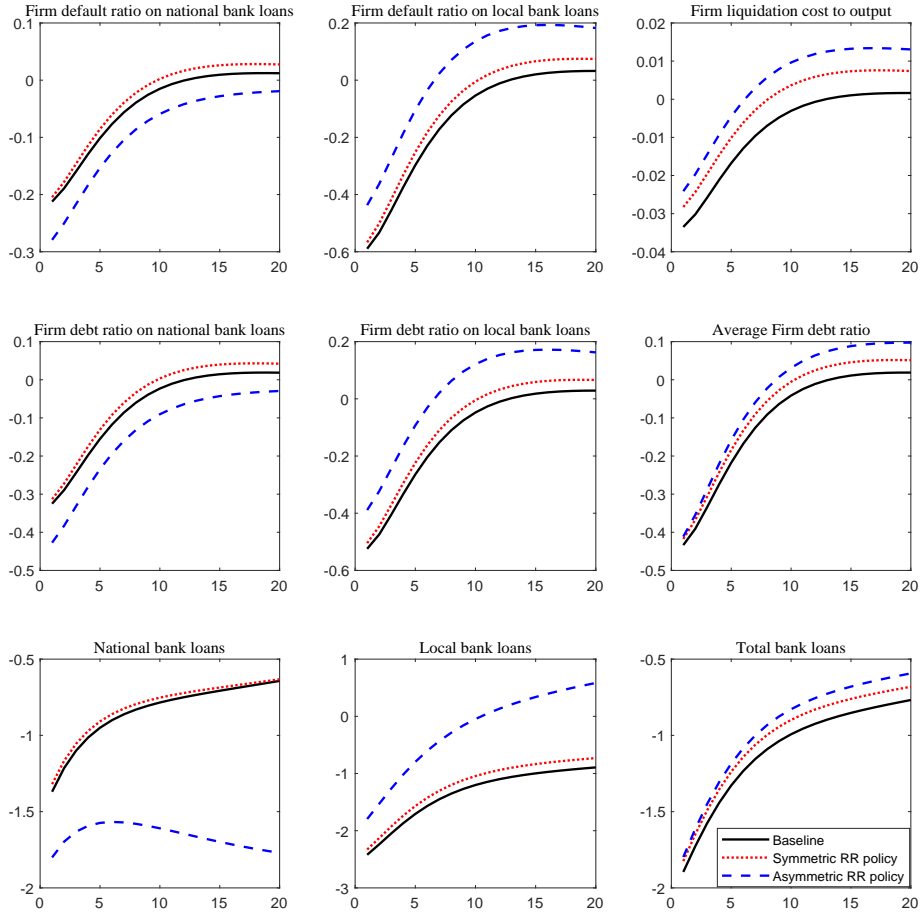 Firm default ratio on national bank loans
0.1
0
-0.1
-0.2
-0.3
0 5 10 15 20
Firm default ratio on local bank loans
0.2
0
-0.2
-0.4
-0.6
0 5 10 15 20
Firm liquidation cost to output
0.02
0.01
0
-0.01
-0.02
-0.03
-0.04
0 5 10 15 20
Firm debt ratio on national bank loans
0.1
0
-0.1
-0.2
-0.3
-0.4
-0.5
0 5 10 15 20
Firm debt ratio on local bank loans
0.2
0
-0.2
-0.4
-0.6
0 5 10 15 20
Average Firm debt ratio
0.1
0
-0.1
-0.2
-0.3
-0.4
-0.5
0 5 10 15 20
National bank loans
-0.5
-1
-1.5
-2
0 5 10 15 20
Local bank loans
1
0
-1
-2
-3
0 5 10 15 20
Total bank loans
-0.5
-1
-1.5
-2
0 5 10 15 20
Baseline
Symmetric RR policy
Asymmetric RR policy